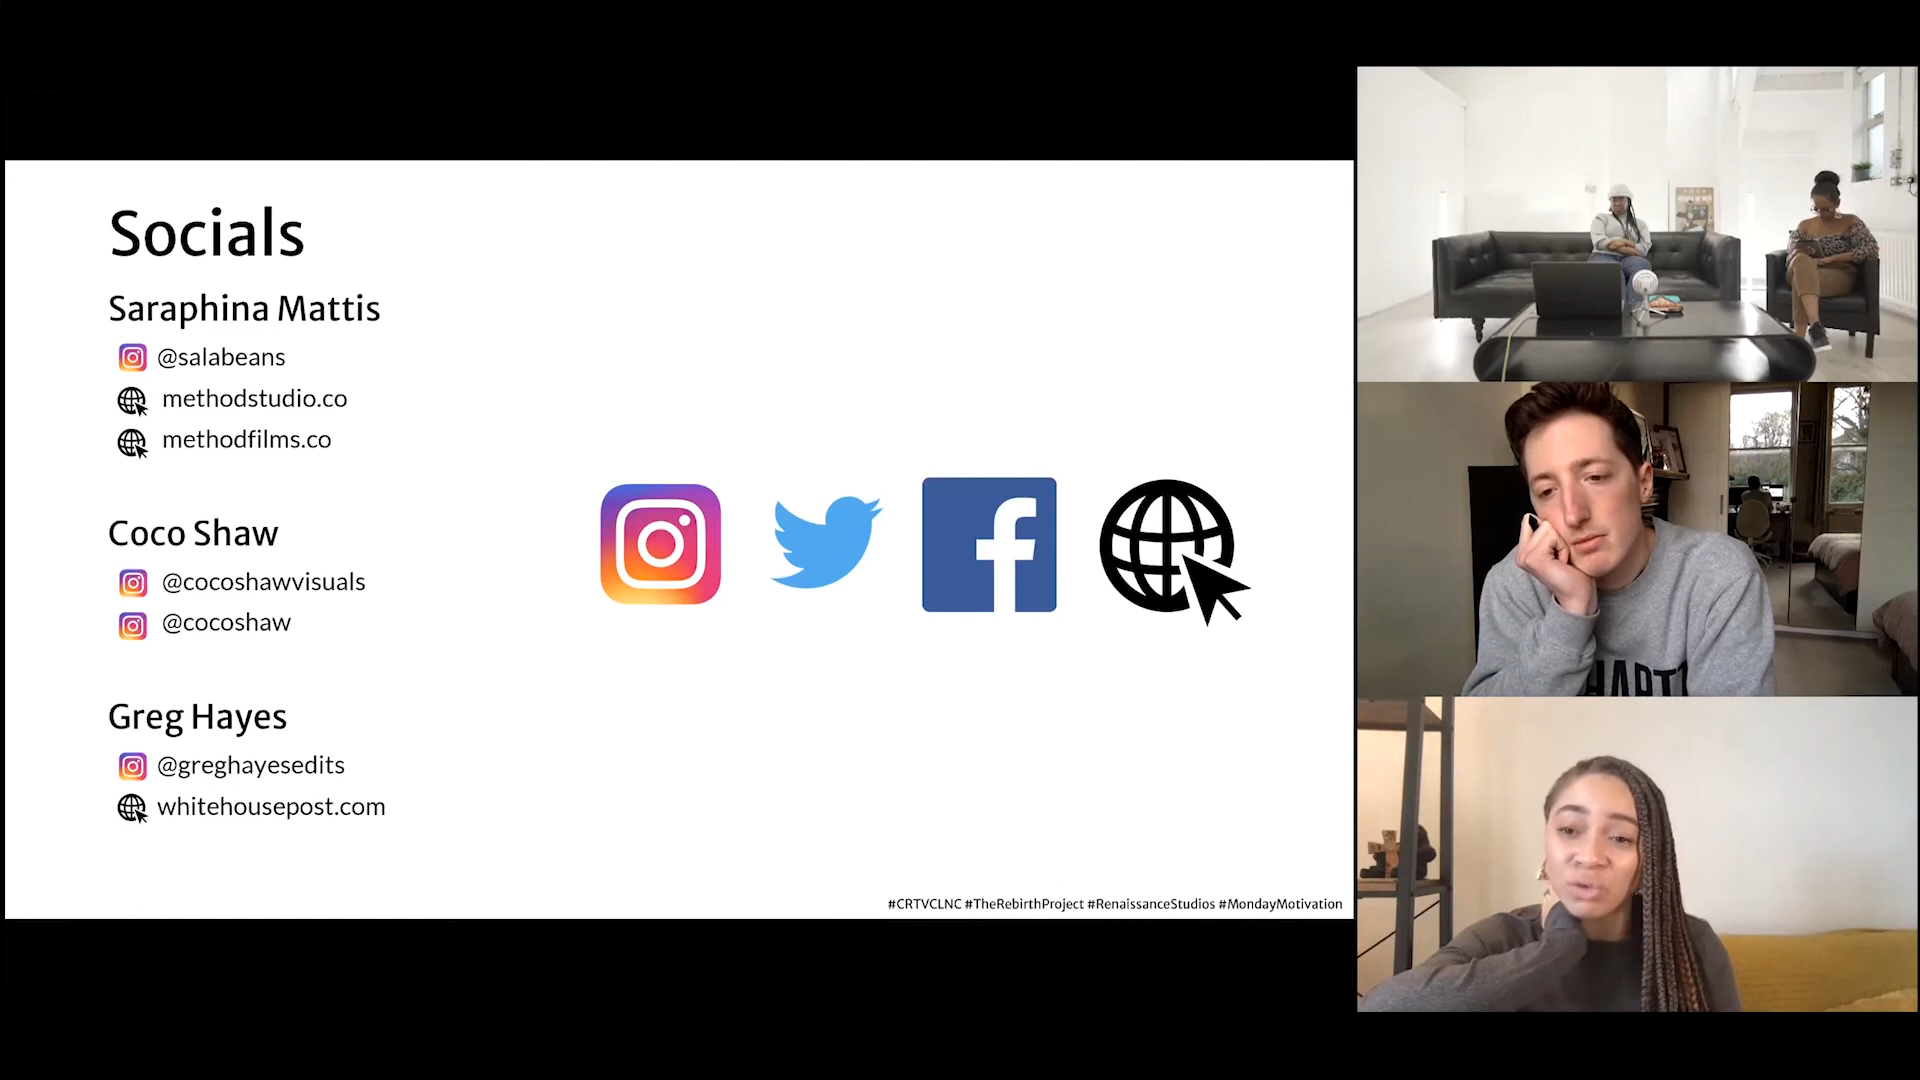 Socials
Saraphina Mattis
@salabeans
methodstudio.co
methodfilms.co
Coco Shaw
@cocoshawvisuals
@cocoshaw
Greg Hayes
@greghayesedits
whitehousepost.com
#CRTVCLNC #TheRebirthProject #RenaissanceStudios #MondayMotivation